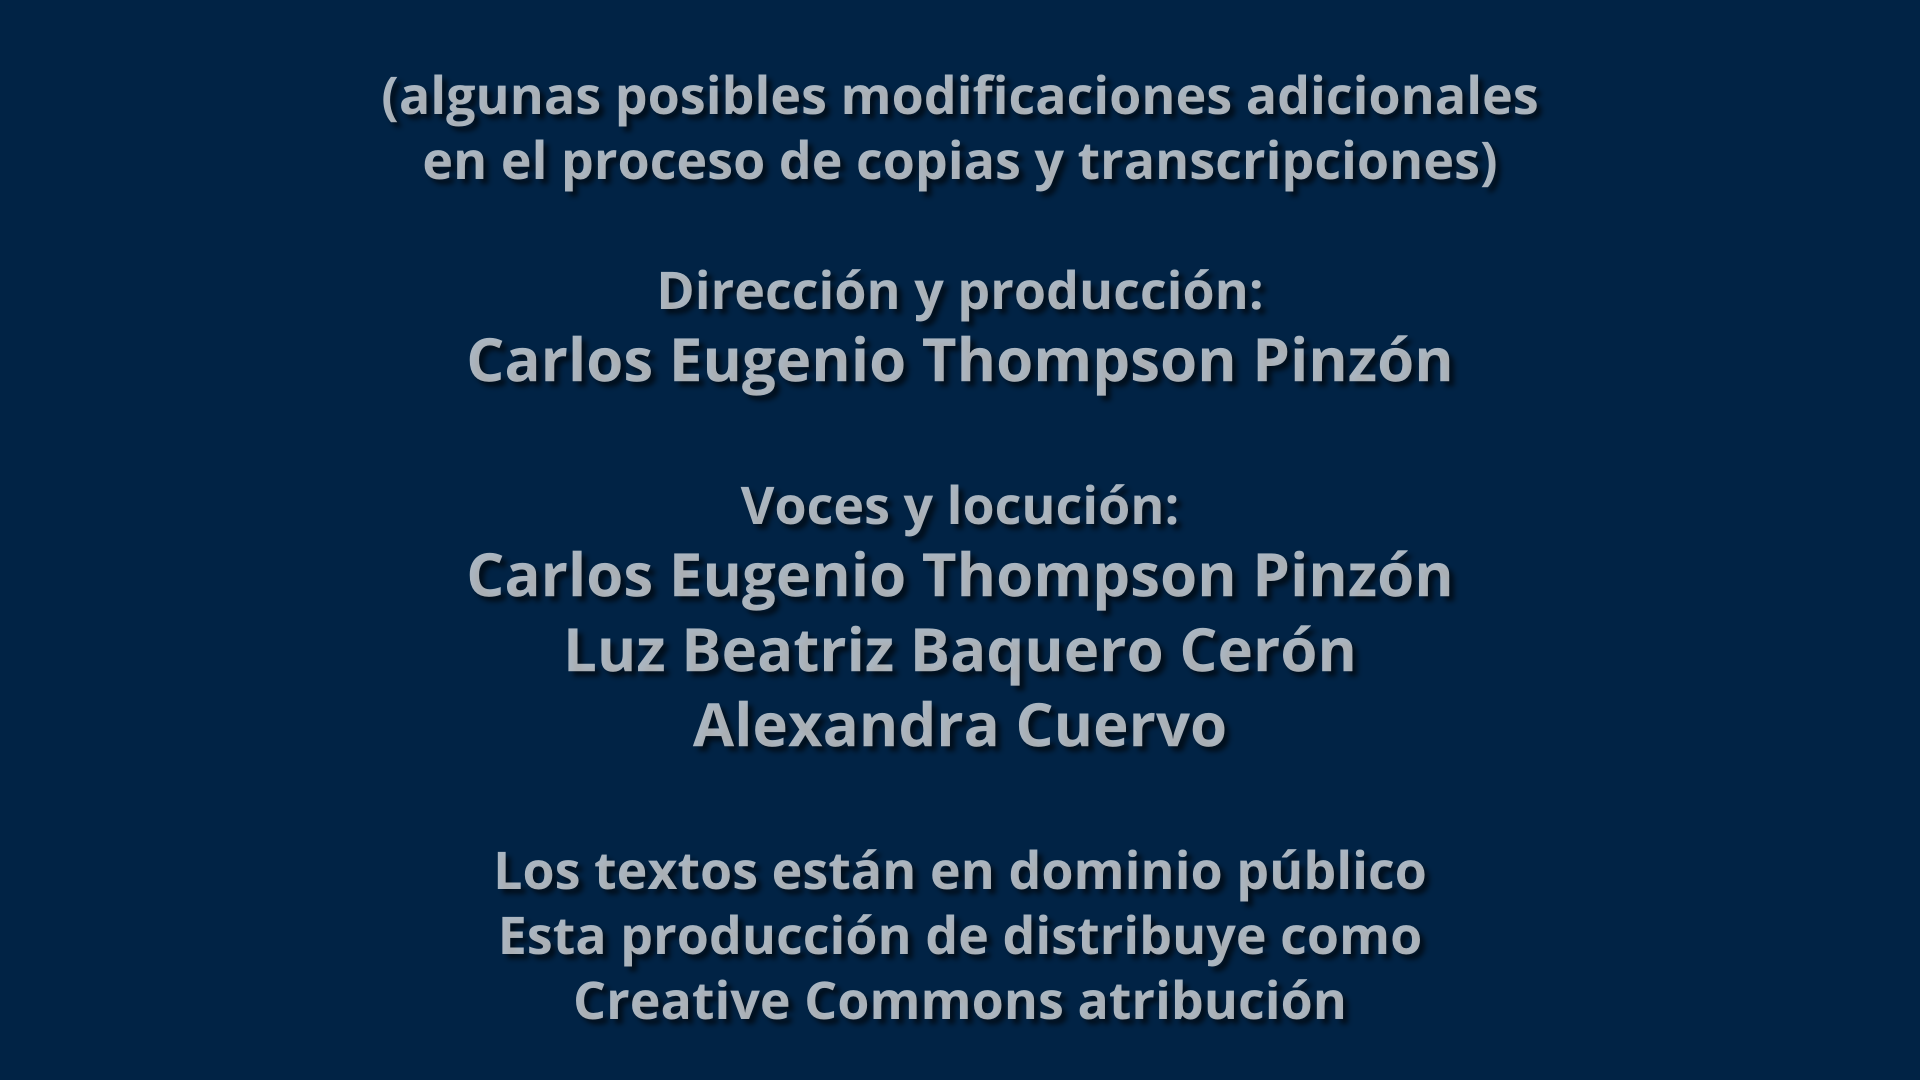 (algunas posibles modificaciones adicionales
en el proceso de copias y transcripciones)
Dirección y producción:
Carlos Eugenio Thompson Pinzón
Voces y locución:
Carlos Eugenio Thompson Pinzón
Luz Beatriz Baquero Cerón
Alexandra Cuervo
Los textos están en dominio público
Esta producción de distribuye como
Creative Commons atribución